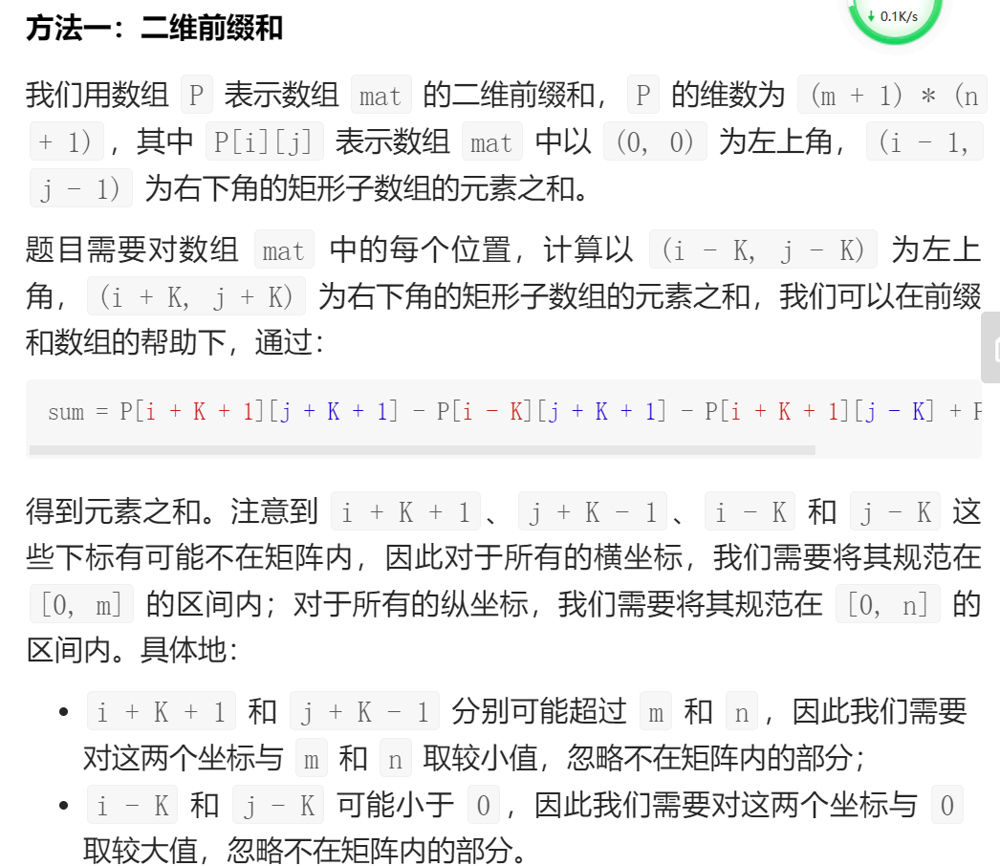 方法一：二维前缀和
↓ 0.1K/s
我们用数组 P 表示数组 mat 的二维前缀和， P 的维数为 (m + 1) * (n
+ 1) ，其中 P[i][j] 表示数组 mat 中以 (0, 0) 为左上角， (i - 1,
j - 1) 为右下角的矩形子数组的元素之和。
题目需要对数组 mat 中的每个位置，计算以 (i - K, j - K) 为左上
角， (i + K, j + K) 为右下角的矩形子数组的元素之和，我们可以在前缀
和数组的帮助下，通过：
sum = P[i + K + 1][j + K + 1] - P[i - K][j + K + 1] - P[i + K + 1][j - K] + P
得到元素之和。注意到 i + K + 1 、 j + K - 1 、 i - K 和 j - K 这
些下标有可能不在矩阵内，因此对于所有的横坐标，我们需要将其规范在
[0, m] 的区间内；对于所有的纵坐标，我们需要将其规范在 [0, n] 的
区间内。具体地：
• i + K + 1 和 j + K - 1 分别可能超过 m 和 n ，因此我们需要
对这两个坐标与 m 和 n 取较小值，忽略不在矩阵内的部分；
• i - K 和 j - K 可能小于 0 ，因此我们需要对这两个坐标与 0
取较大值，忽略不在矩阵内的部分。